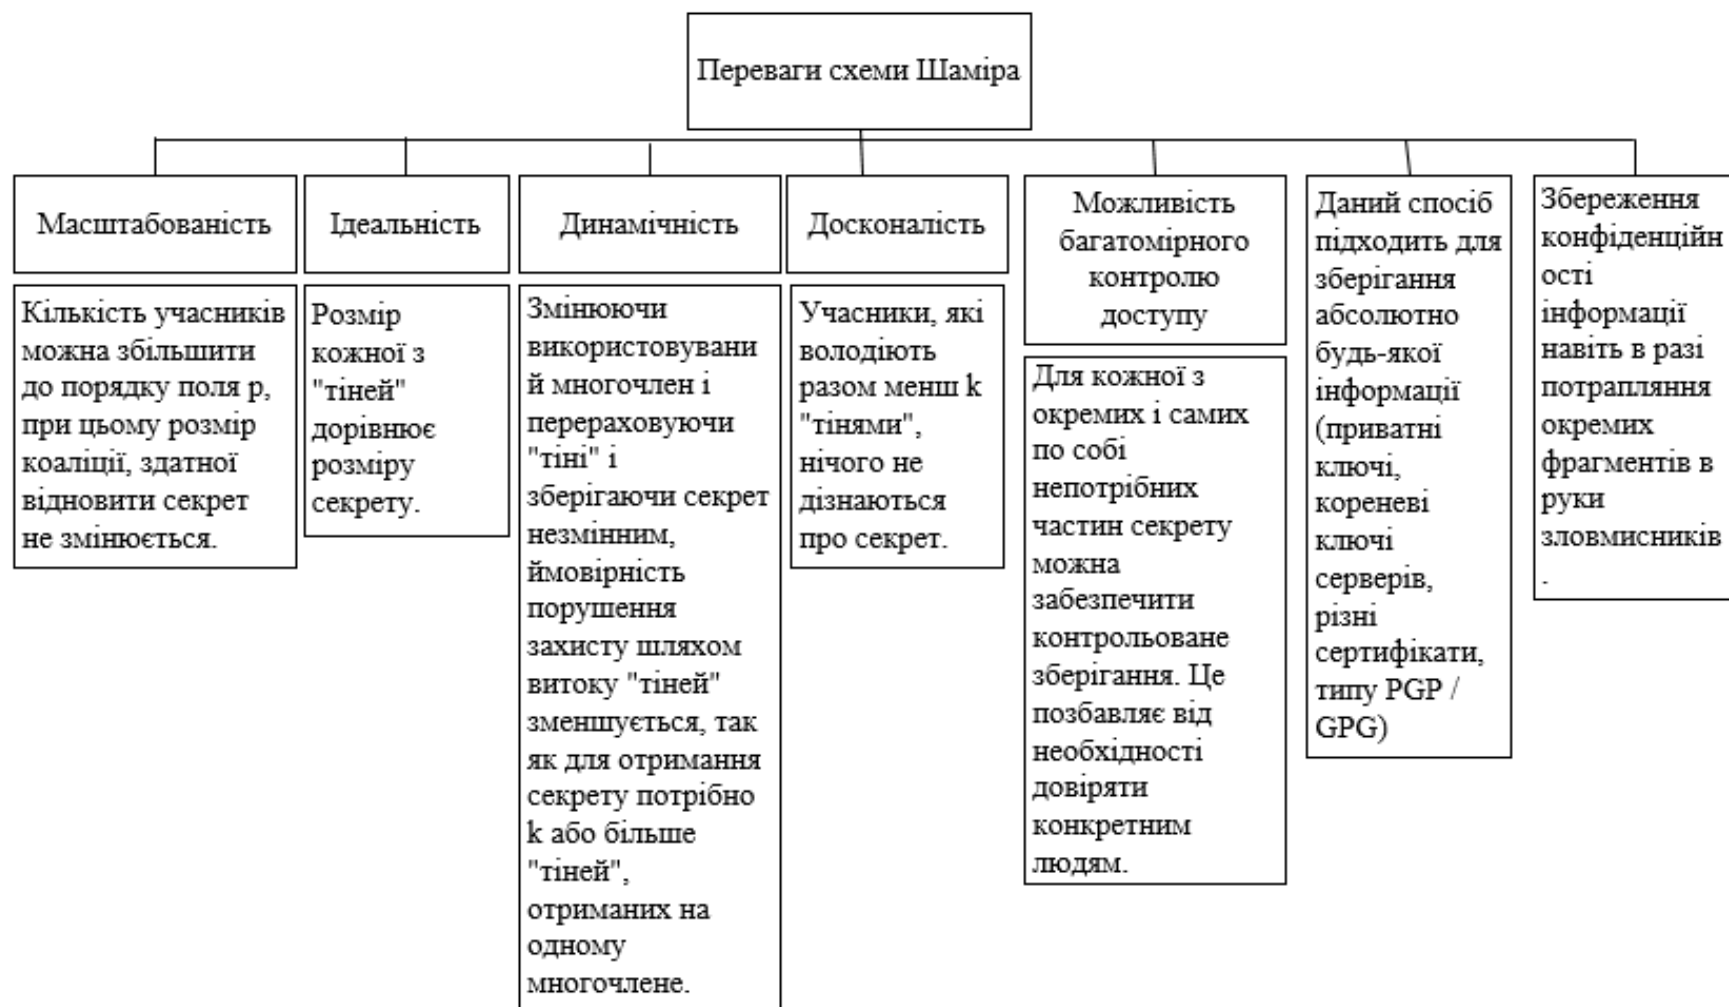 Переваги схеми Шаміра
Масштабованість
Кількість учасників
можна збільшити
до порядку поля p,
при цьому розмір
коаліції, здатної
відновити секрет
не змінюється.
Ідеальність
Розмір
кожної з
"тіней"
дорівнює
розміру
секрету.
Динамічність
Змінюючи
використовувани
й многочлен і
перераховуючи
"тіні" і
зберігаючи секрет
незмінним,
ймовірність
порушення
захисту шляхом
витоку "тіней"
зменшується, так
як для отримання
секрету потрібно
k або більше
"тіней",
отриманих на
одному
многочлене.
Досконалість
Учасники, які
володіють
разом менш k
"тінями",
нічого не
дізнаються
про секрет.
Можливість
багатомірного
контролю
доступу
Для кожної з
окремих і самих
по собі
непотрібних
частин секрету
можна
забезпечити
контрольоване
зберігання. Це
позбавляє від
необхідності
довіряти
конкретним
людям.
Даний спосіб
підходить для
зберігання
абсолютно
будь-якої
інформації
(приватні
ключі,
кореневі
ключі
серверів,
різні
сертифікати,
типу PGP /
GPG)
Збереження
конфіденційн
ості
інформації
навіть в разі
потрапляння
окремих
фрагментів в
руки
зловмисників
.